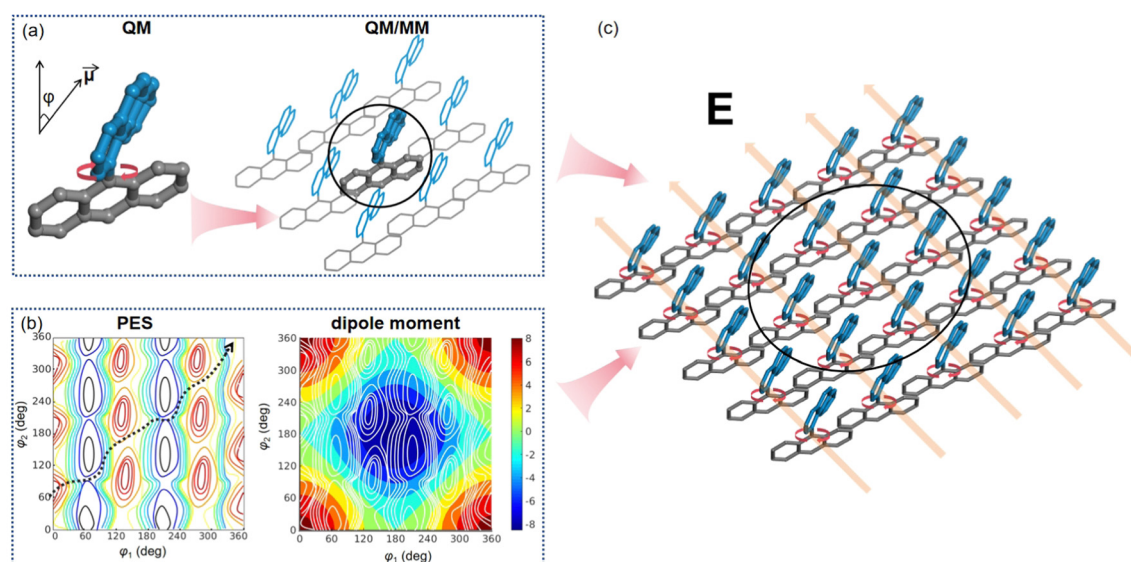 (a)
QM
QM/MM
φ
μ⃗
(b)
PES
dipole moment
360
300
240
180
120
60
0
φ₂ (deg)
0 60 120 180 300 360
φ₁ (deg)
360
300
240
180
120
60
0
φ₂ (deg)
0 60 120 180 300 360
φ₁ (deg)
8
6
4
2
0
-2
-4
-6
-8
(c)
E